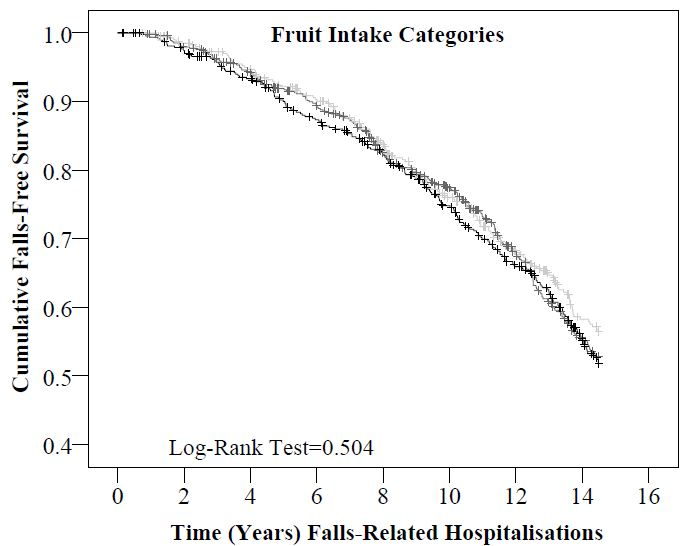 Fruit Intake Categories
Cumulative Falls-Free Survival
1.0
0.9
0.8
0.7
0.6
0.5
0.4
Log-Rank Test=0.504
0 2 4 6 8 10 12 14 16
Time (Years) Falls-Related Hospitalisations